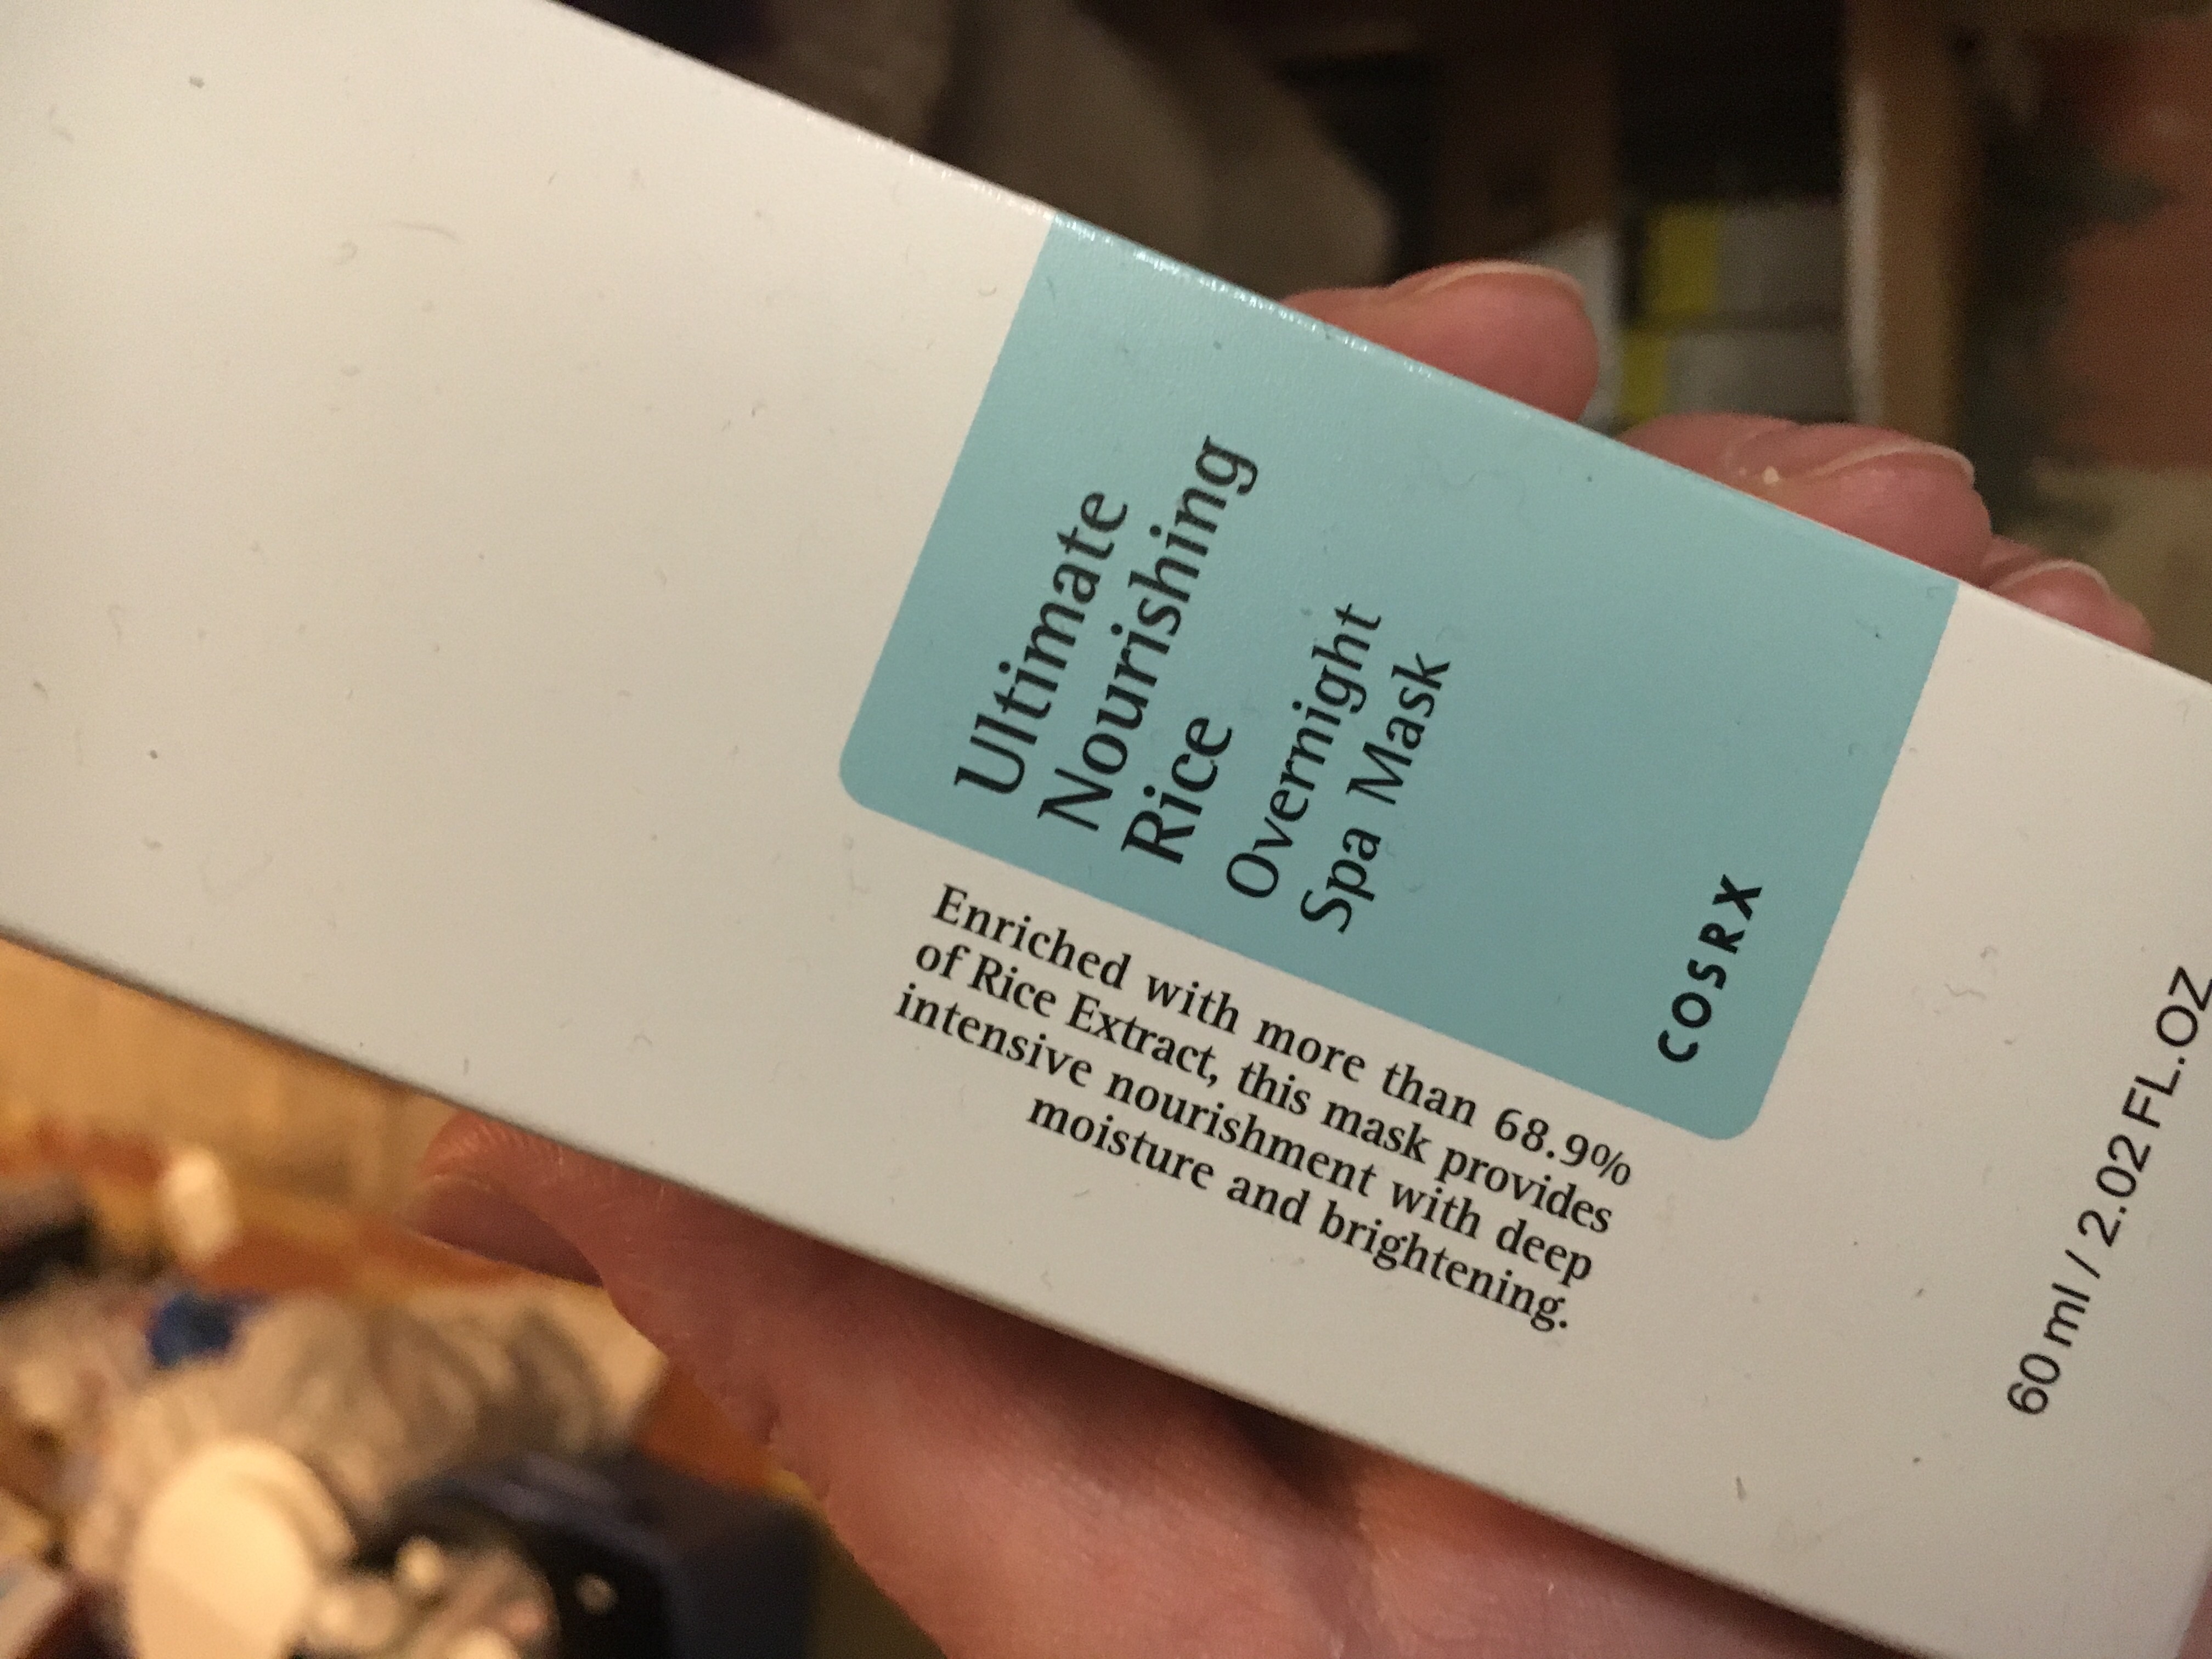 Ultimate
Nourishing
Rice
Overnight
Spa Mask
COSRX
Enriched with more than 68.9%
of Rice Extract, this mask provides
intensive nourishment with deep
moisture and brightening.
60 ml / 2.02 FL.OZ